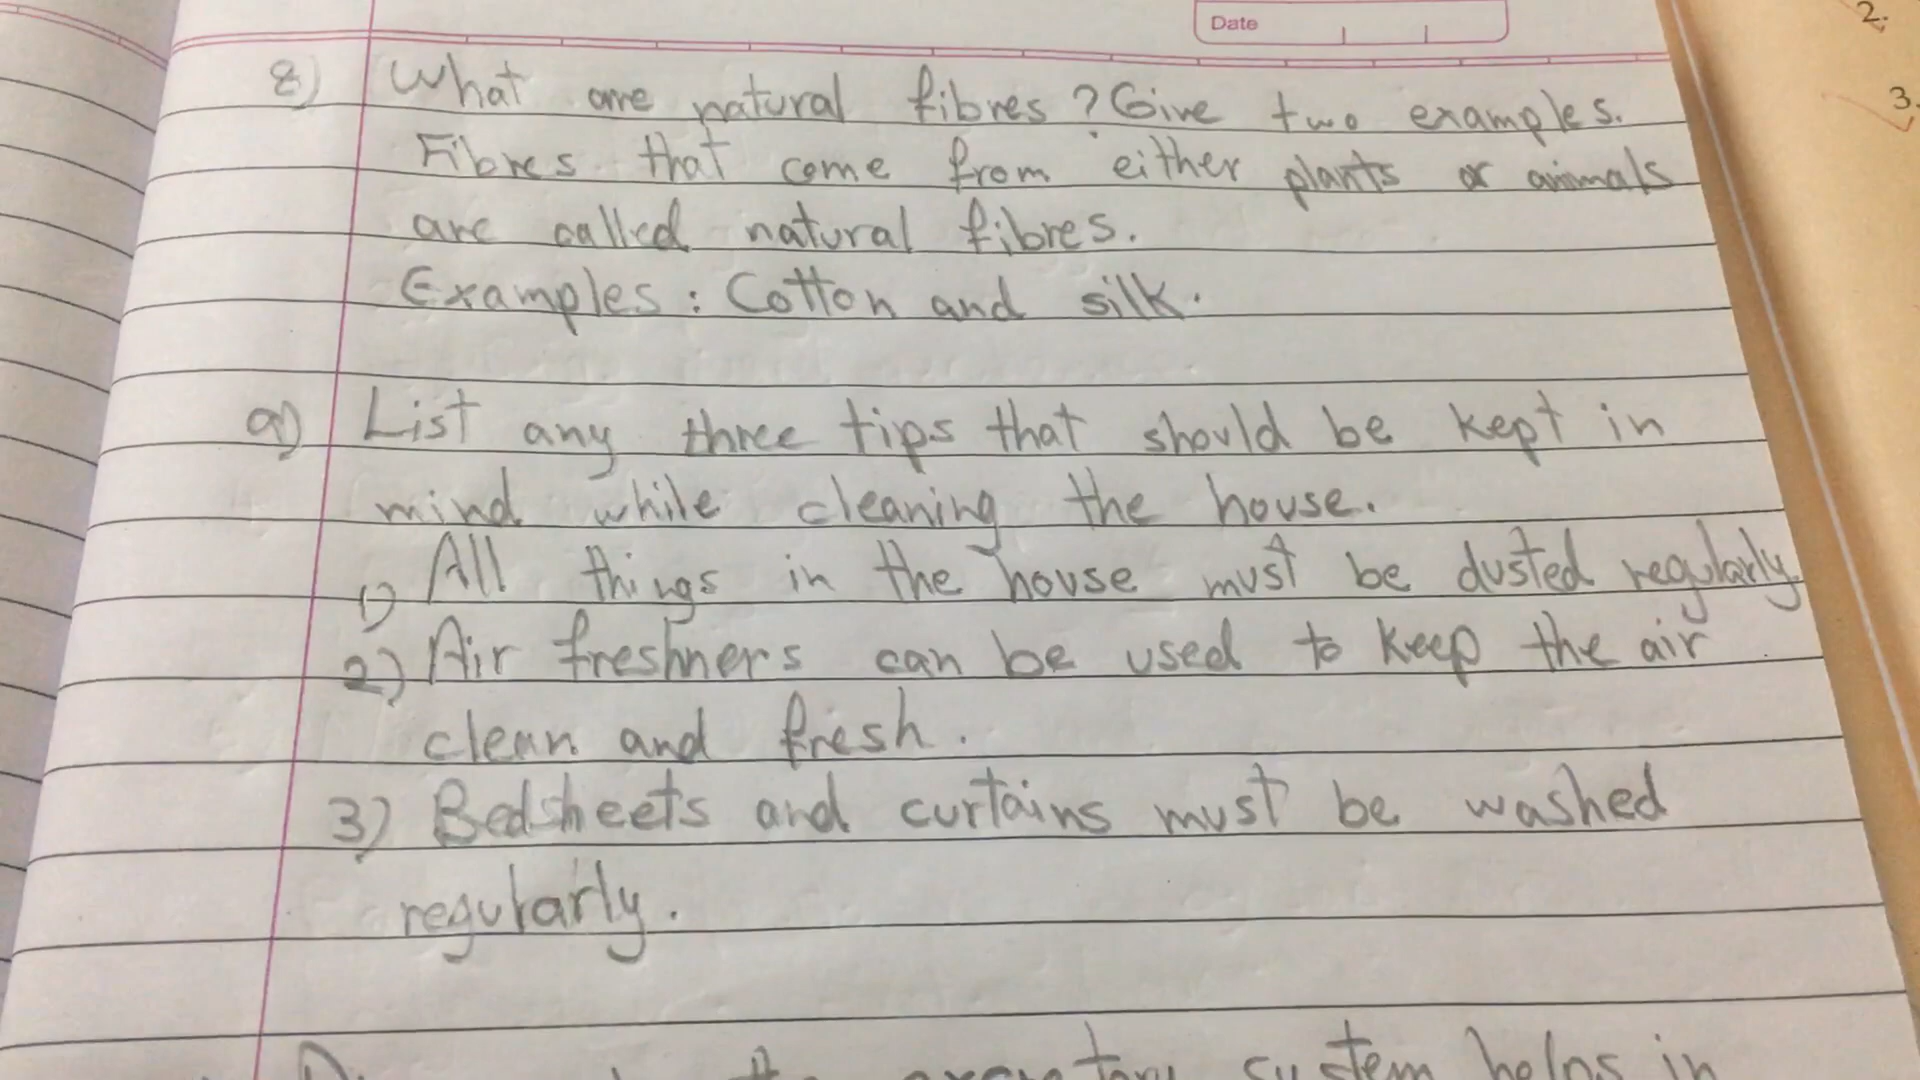 Date
2.
3.
8) What are natural fibres? Give two examples.
Fibres that come from either plants or animals
are called natural fibres.
Examples: Cotton and silk.
9) List any three tips that should be kept in
mind while cleaning the house.
1) All things in the house must be dusted regularly.
2) Air freshners can be used to keep the air
clean and fresh.
3) Bedsheets and curtains must be washed
regularly.
system helps in